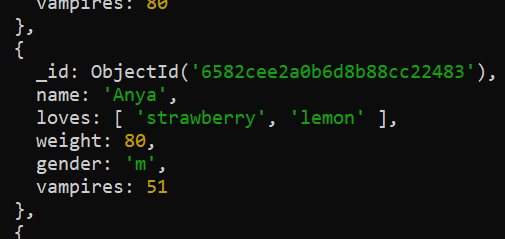 vampires: 80
},
{
_id: ObjectId('6582cee2a0b6d8b88cc22483'),
name: 'Anya',
loves: [ 'strawberry', 'lemon' ],
weight: 80,
gender: 'm',
vampires: 51
},
{